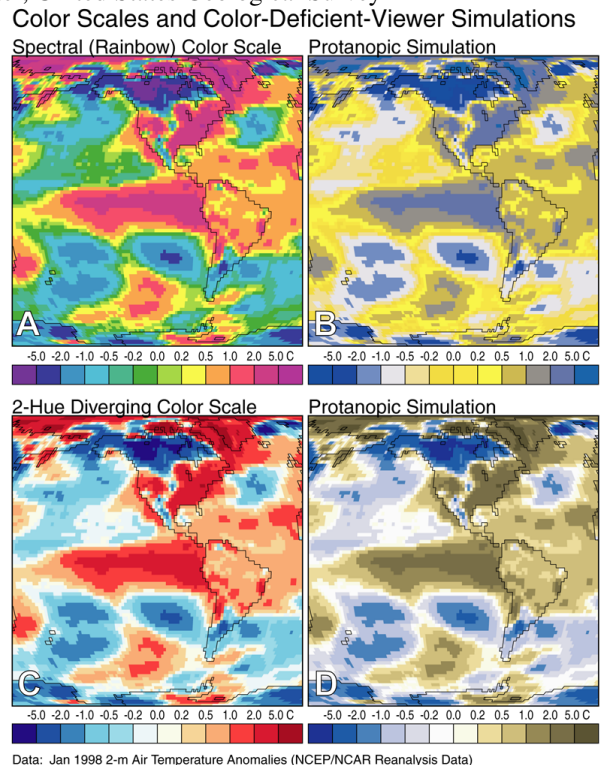 United States Geological Survey
Color Scales and Color-Deficient-Viewer Simulations
Spectral (Rainbow) Color Scale Protanopic Simulation
A B
-5.0 -2.0 -1.0 -0.5 -0.2 0.0 0.2 0.5 1.0 2.0 5.0 C -5.0 -2.0 -1.0 -0.5 -0.2 0.0 0.2 0.5 1.0 2.0 5.0 C
2-Hue Diverging Color Scale Protanopic Simulation
C D
-5.0 -2.0 -1.0 -0.5 -0.2 0.0 0.2 0.5 1.0 2.0 5.0 C -5.0 -2.0 -1.0 -0.5 -0.2 0.0 0.2 0.5 1.0 2.0 5.0 C
Data: Jan 1998 2-m Air Temperature Anomalies (NCEP/NCAR Reanalysis Data)